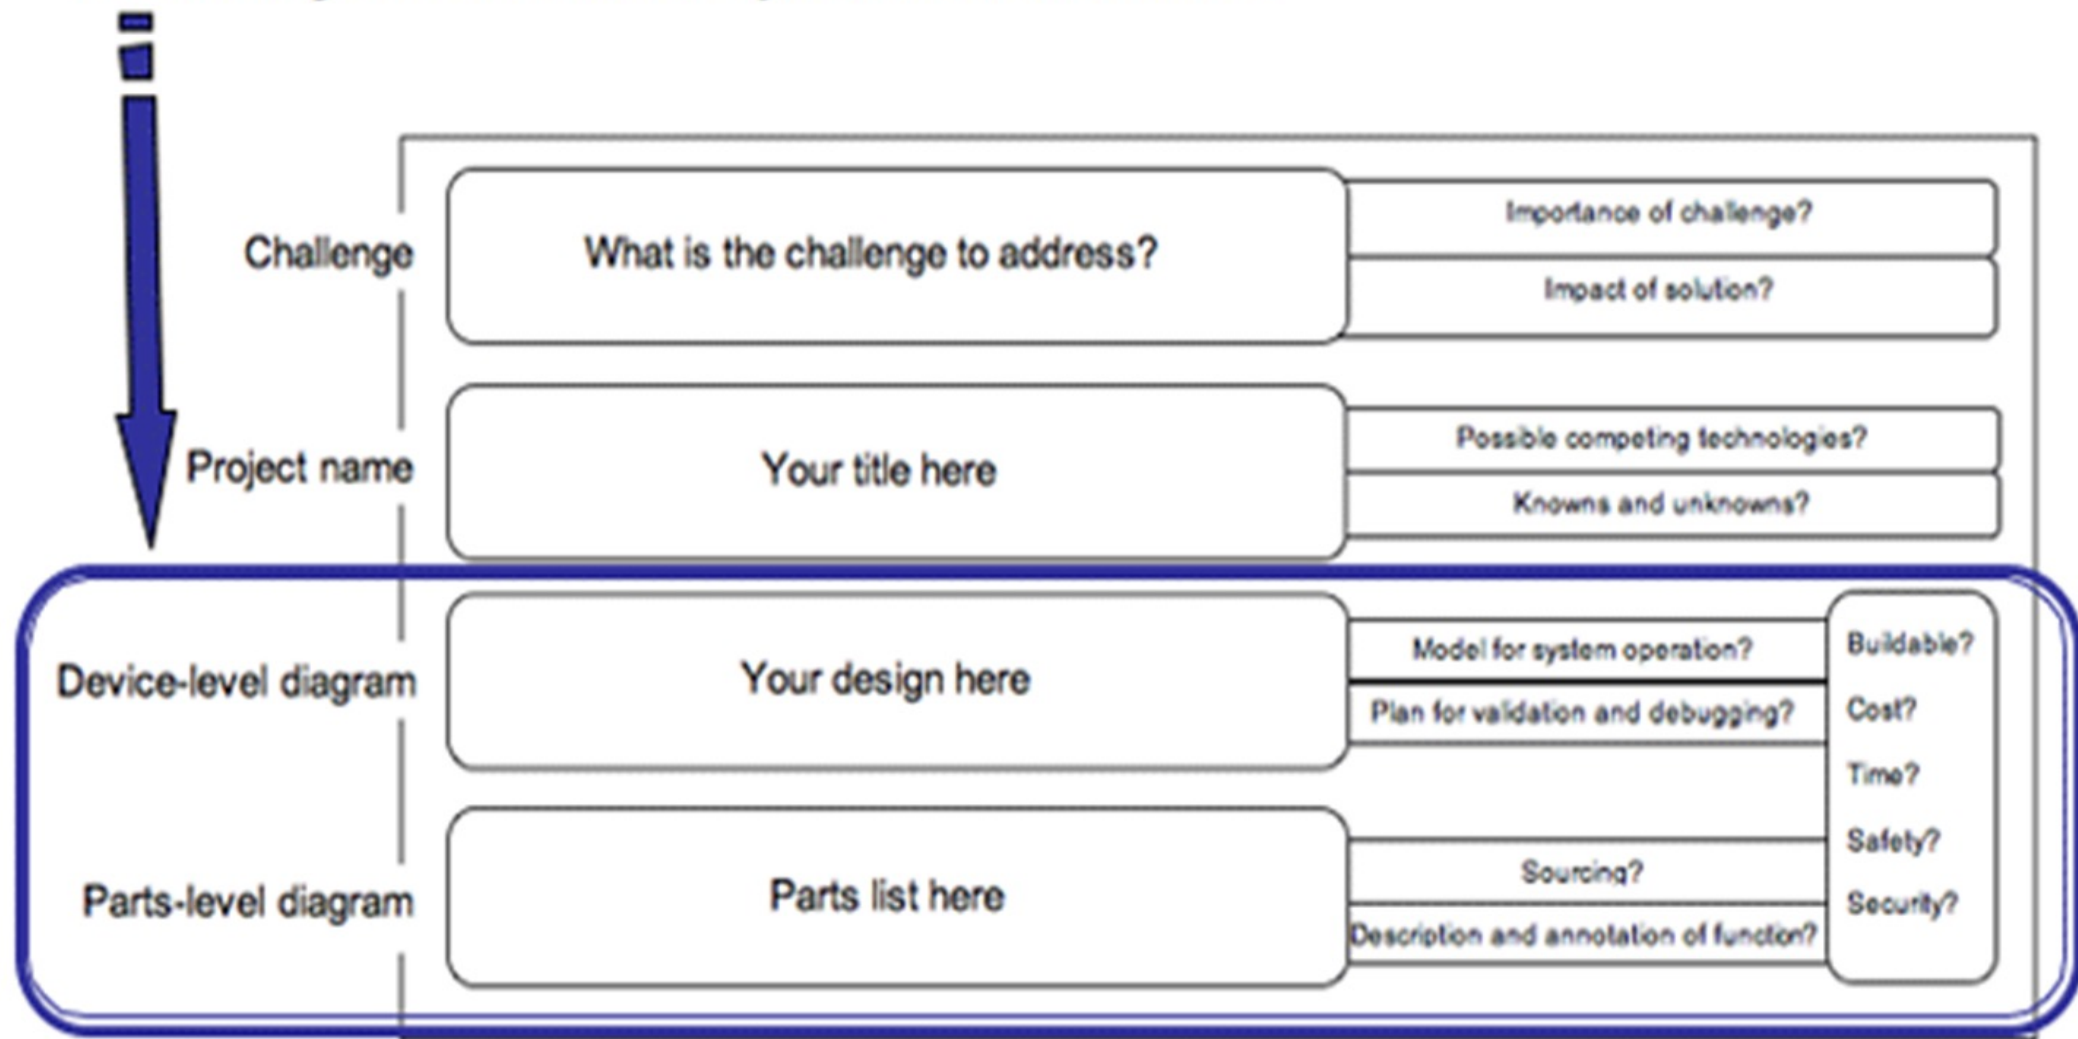 Challenge
What is the challenge to address?
Importance of challenge?
Impact of solution?
Project name
Your title here
Possible competing technologies?
Knowns and unknowns?
Device-level diagram
Your design here
Model for system operation?
Plan for validation and debugging?
Parts-level diagram
Parts list here
Sourcing?
Description and annotation of function?
Buildable?
Cost?
Time?
Safety?
Security?